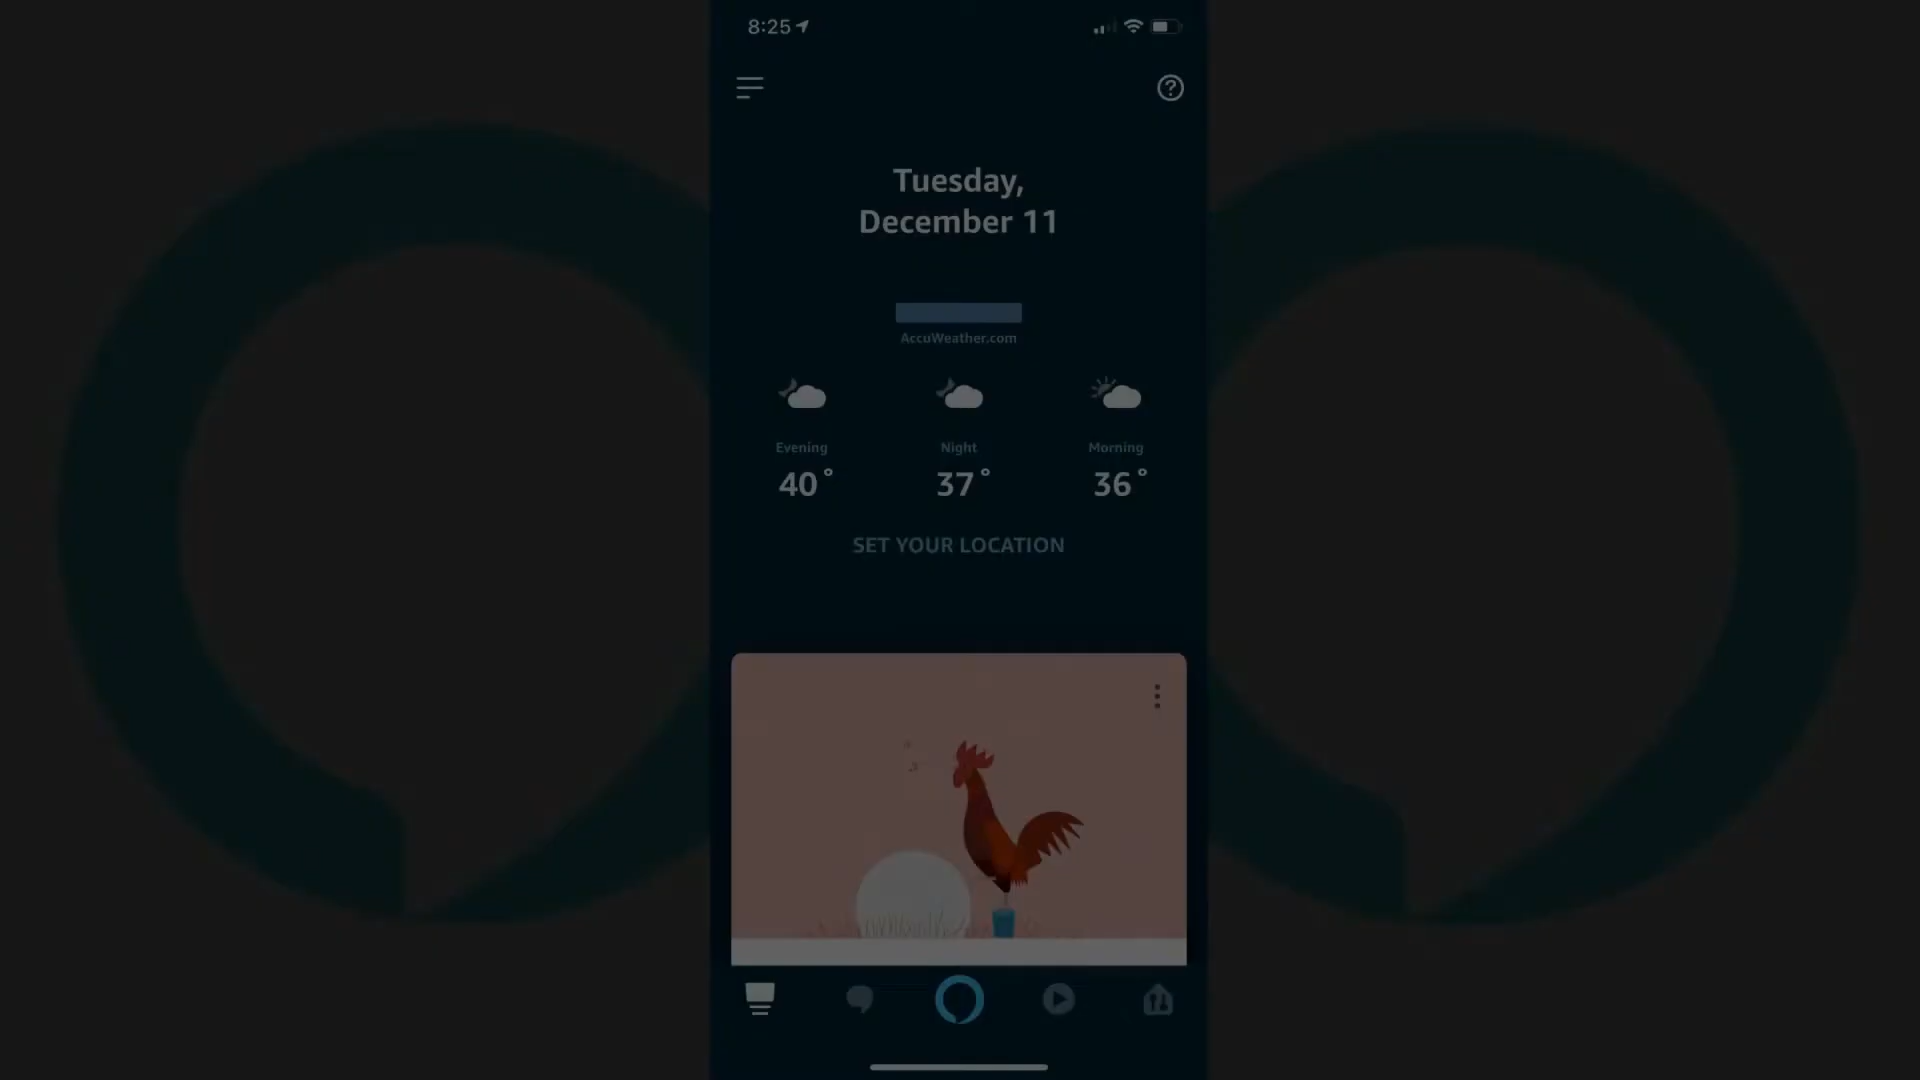 8:25
Tuesday,
December 11
AccuWeather.com
Evening Night Morning
40° 37° 36°
SET YOUR LOCATION